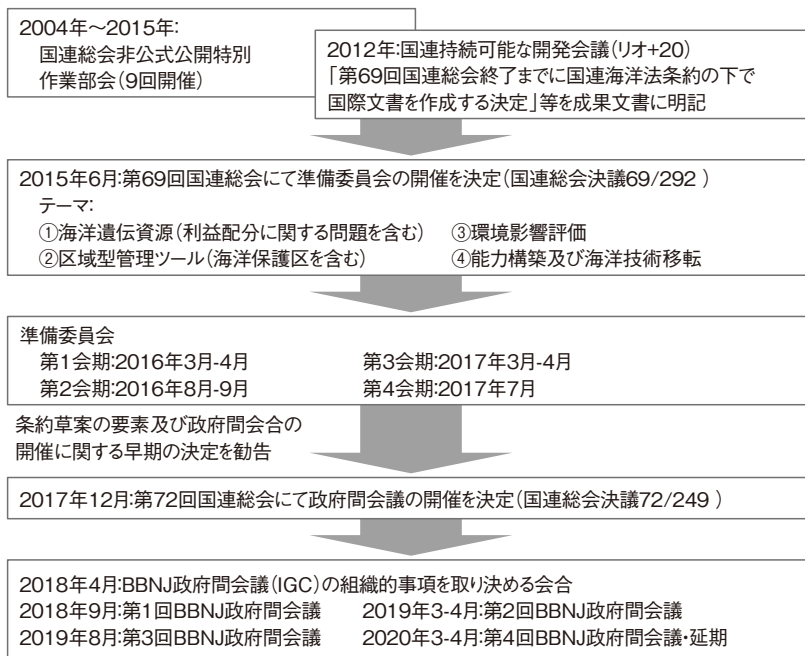 2004年～2015年：
国連総会非公式公開特別
作業部会（9回開催）
2012年：国連持続可能な開発会議（リオ+20）
「第69回国連総会終了までに国連海洋法条約の下で
国際文書を作成する決定」等を成果文書に明記
2015年6月：第69回国連総会にて準備委員会の開催を決定（国連総会決議69/292 ）
テーマ：
①海洋遺伝資源（利益配分に関する問題を含む） ③環境影響評価
②区域型管理ツール（海洋保護区を含む） ④能力構築及び海洋技術移転
準備委員会
第1会期：2016年3月-4月 第3会期：2017年3月-4月
第2会期：2016年8月-9月 第4会期：2017年7月
条約草案の要素及び政府間会合の
開催に関する早期の決定を勧告
2017年12月：第72回国連総会にて政府間会議の開催を決定（国連総会決議72/249 ）
2018年4月：BBNJ政府間会議（IGC）の組織的事項を取り決める会合
2018年9月：第1回BBNJ政府間会議 2019年3-4月：第2回BBNJ政府間会議
2019年8月：第3回BBNJ政府間会議 2020年3-4月：第4回BBNJ政府間会議・延期